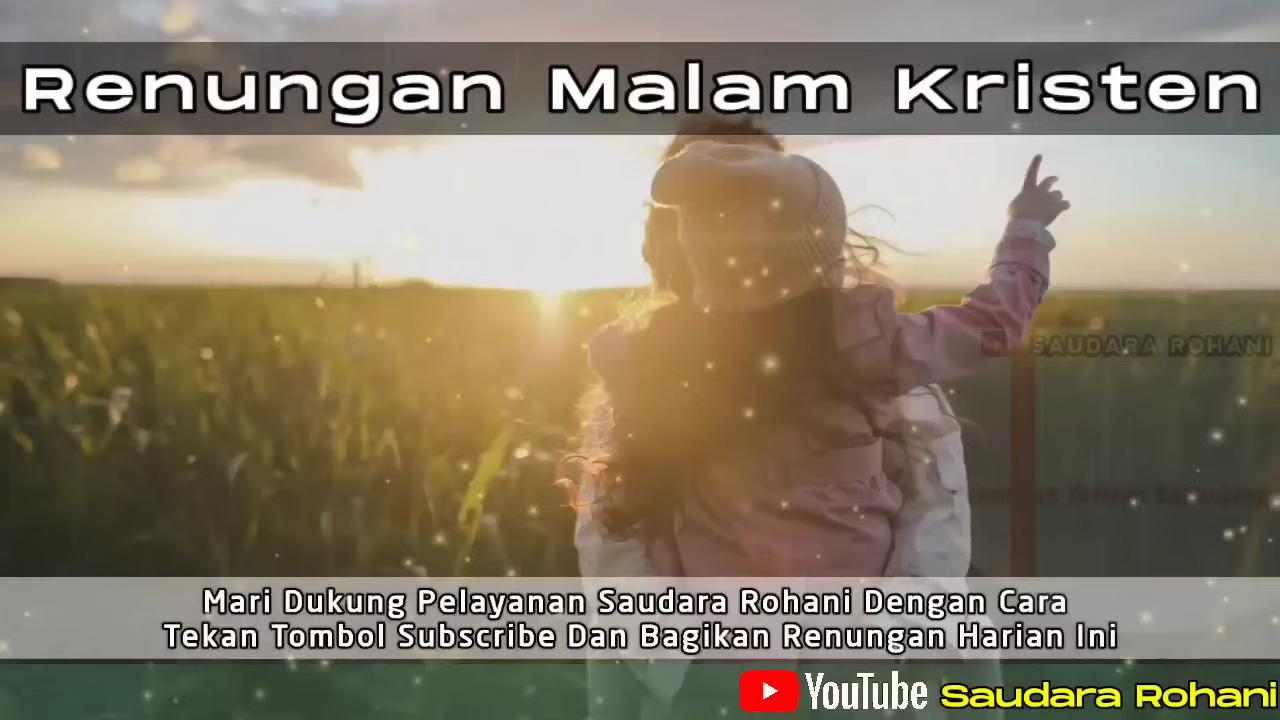 Renungan Malam Kristen
SAUDARA ROHANI
Mari Dukung Pelayanan Saudara Rohani Dengan Cara
Tekan Tombol Subscribe Dan Bagikan Renungan Harian Ini
YouTube Saudara Rohani